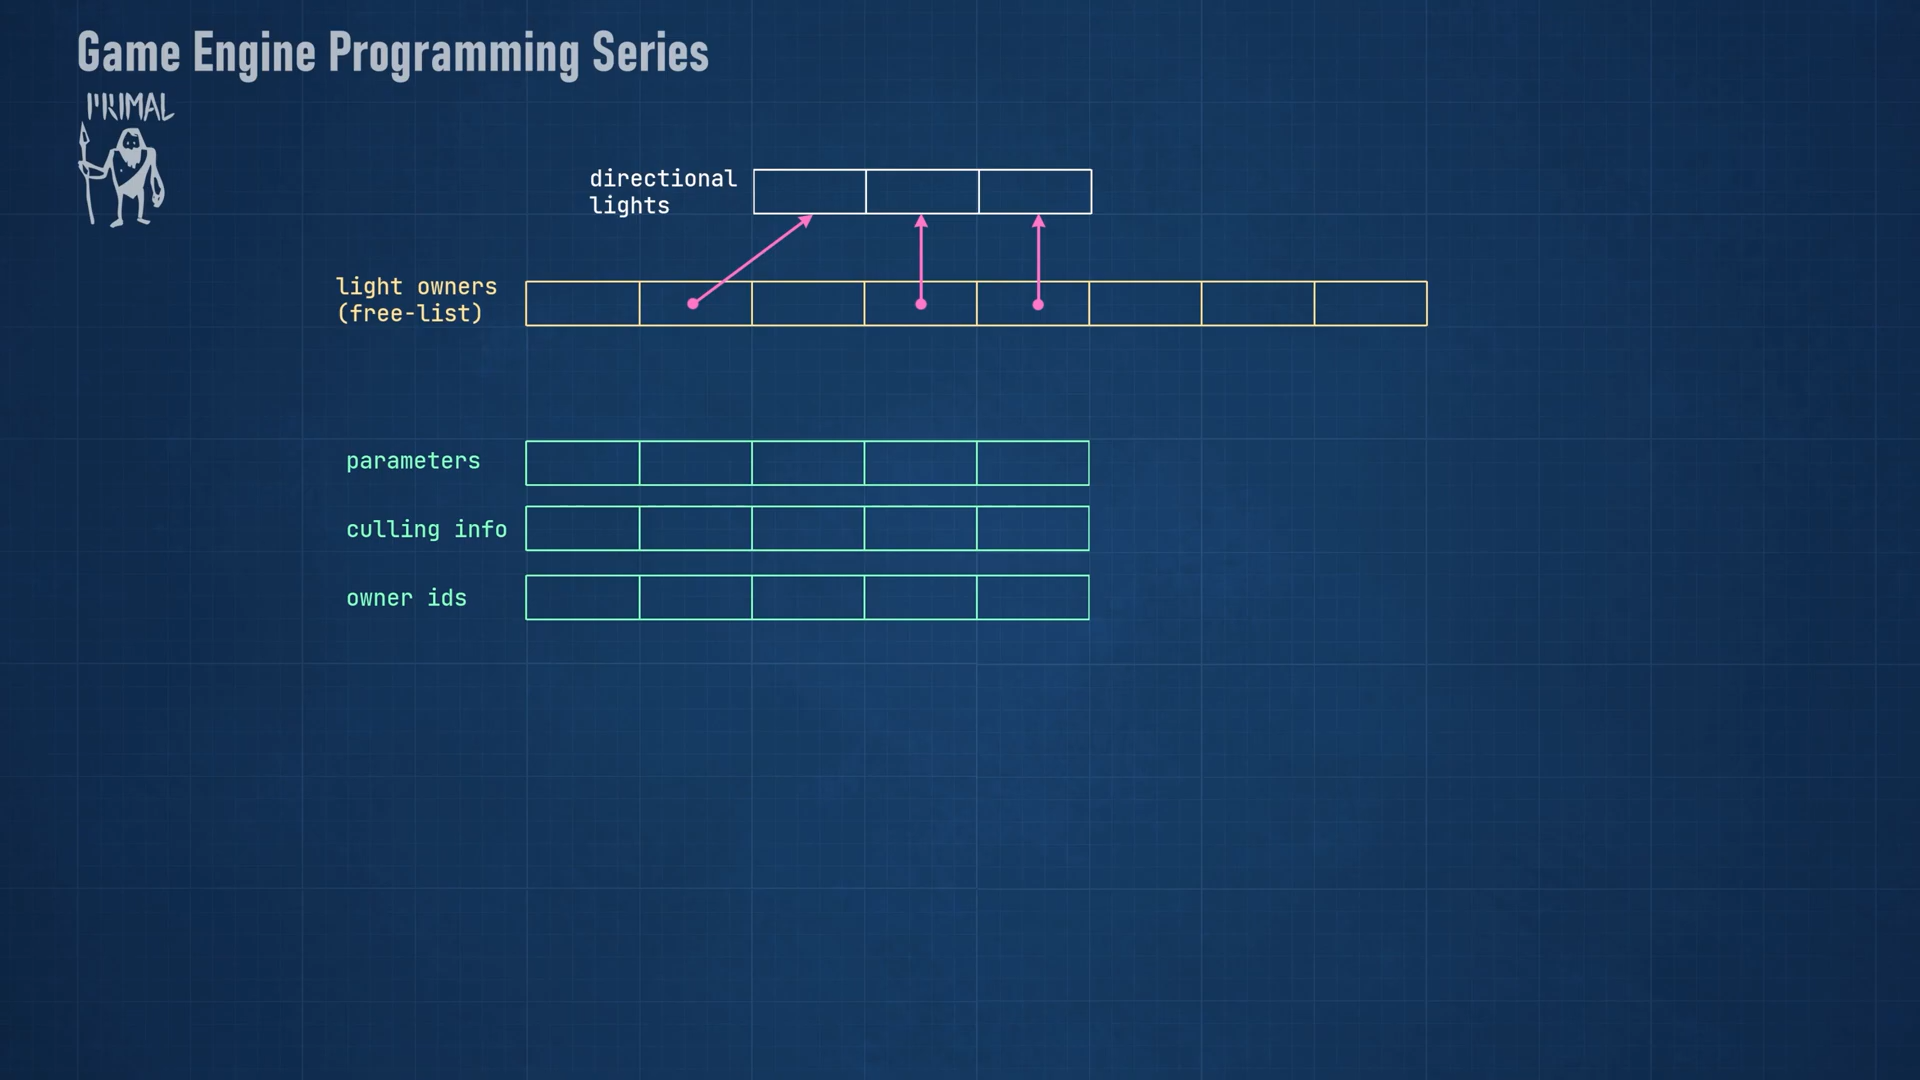 Game Engine Programming Series
PRIMAL
directional
lights
light owners
(free-list)
parameters
culling info
owner ids